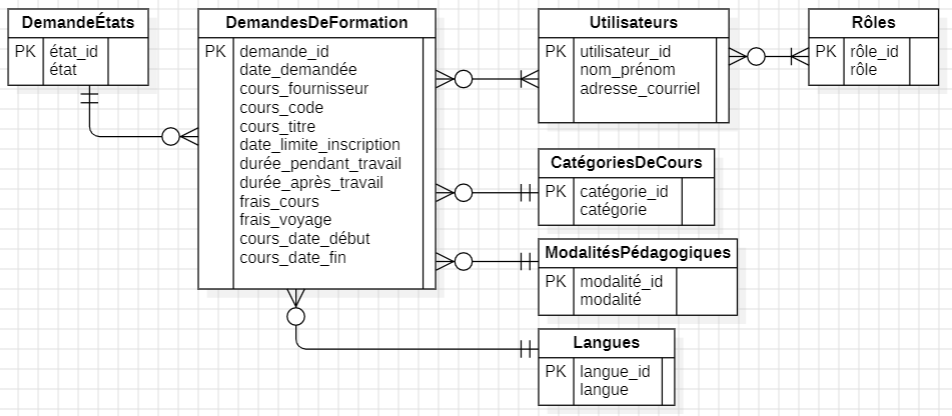 DemandeÉtats
PK état_id
état
DemandesDeFormation
PK demande_id
date_demandée
cours_fournisseur
cours_code
cours_titre
date_limite_inscription
durée_pendant_travail
durée_après_travail
frais_cours
frais_voyage
cours_date_début
cours_date_fin
Utilisateurs
PK utilisateur_id
nom_prénom
adresse_courriel
Rôles
PK rôle_id
rôle
CatégoriesDeCours
PK catégorie_id
catégorie
ModalitésPédagogiques
PK modalité_id
modalité
Langues
PK langue_id
langue